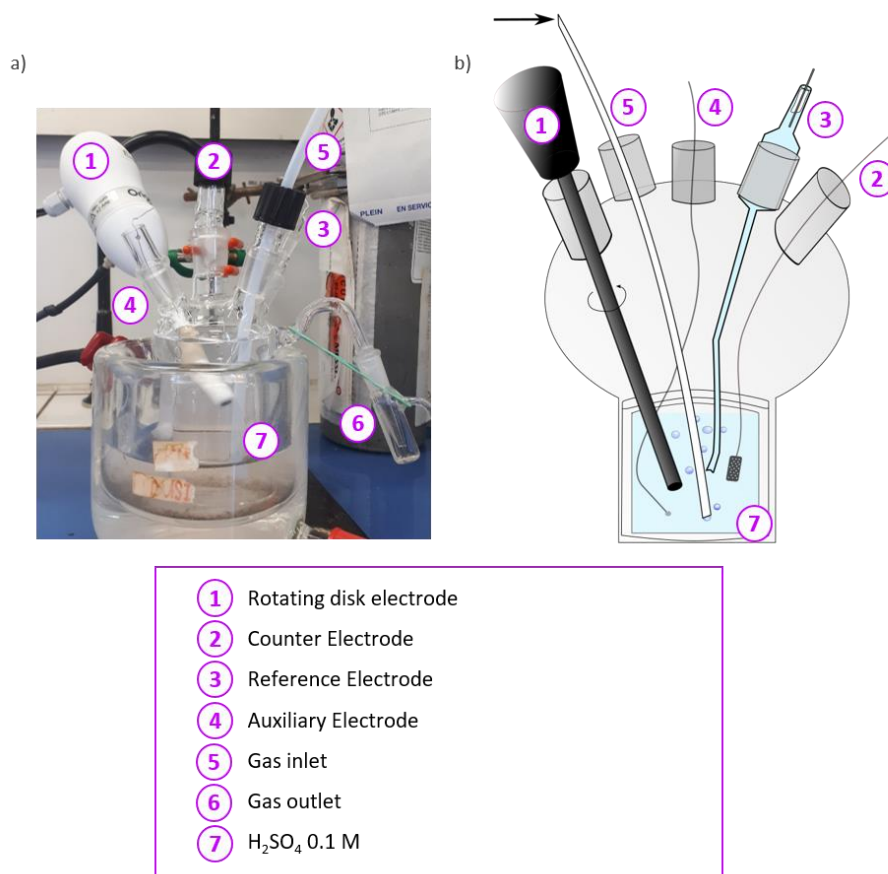 a)
b)
1
2
5
3
4
6
7
PLEIN EN SERVIC
1
5
4
3
2
7
1 Rotating disk electrode
2 Counter Electrode
3 Reference Electrode
4 Auxiliary Electrode
5 Gas inlet
6 Gas outlet
7 H₂SO₄ 0.1 M